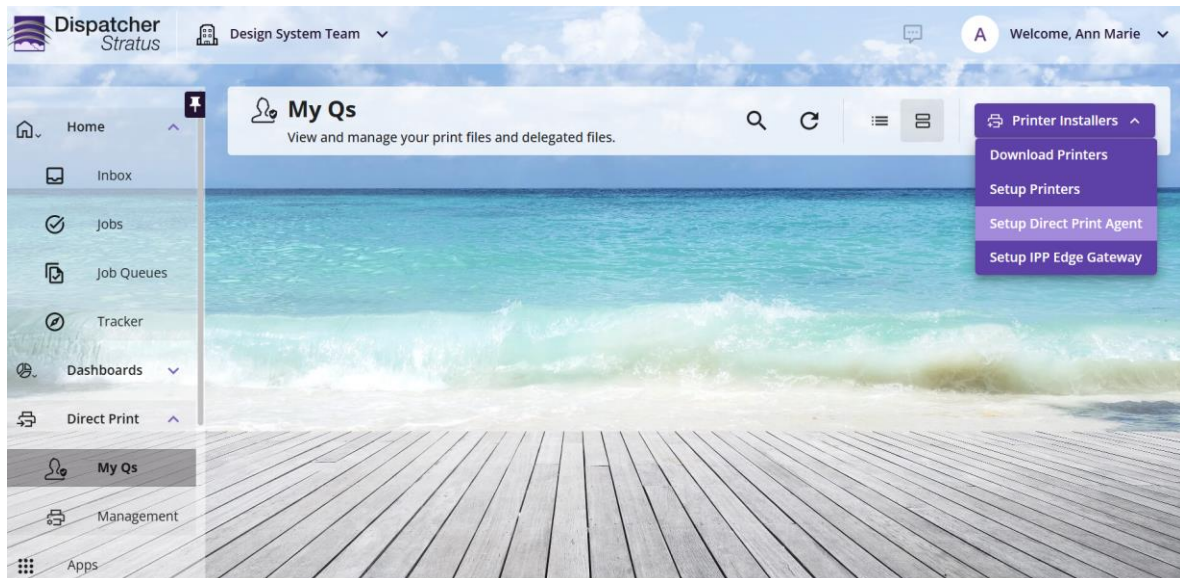 Dispatcher
Stratus
Design System Team
A
Welcome, Ann Marie
Home
Inbox
Jobs
Job Queues
Tracker
Dashboards
Direct Print
My Qs
Management
Apps
My Qs
View and manage your print files and delegated files.
Printer Installers
Download Printers
Setup Printers
Setup Direct Print Agent
Setup IPP Edge Gateway